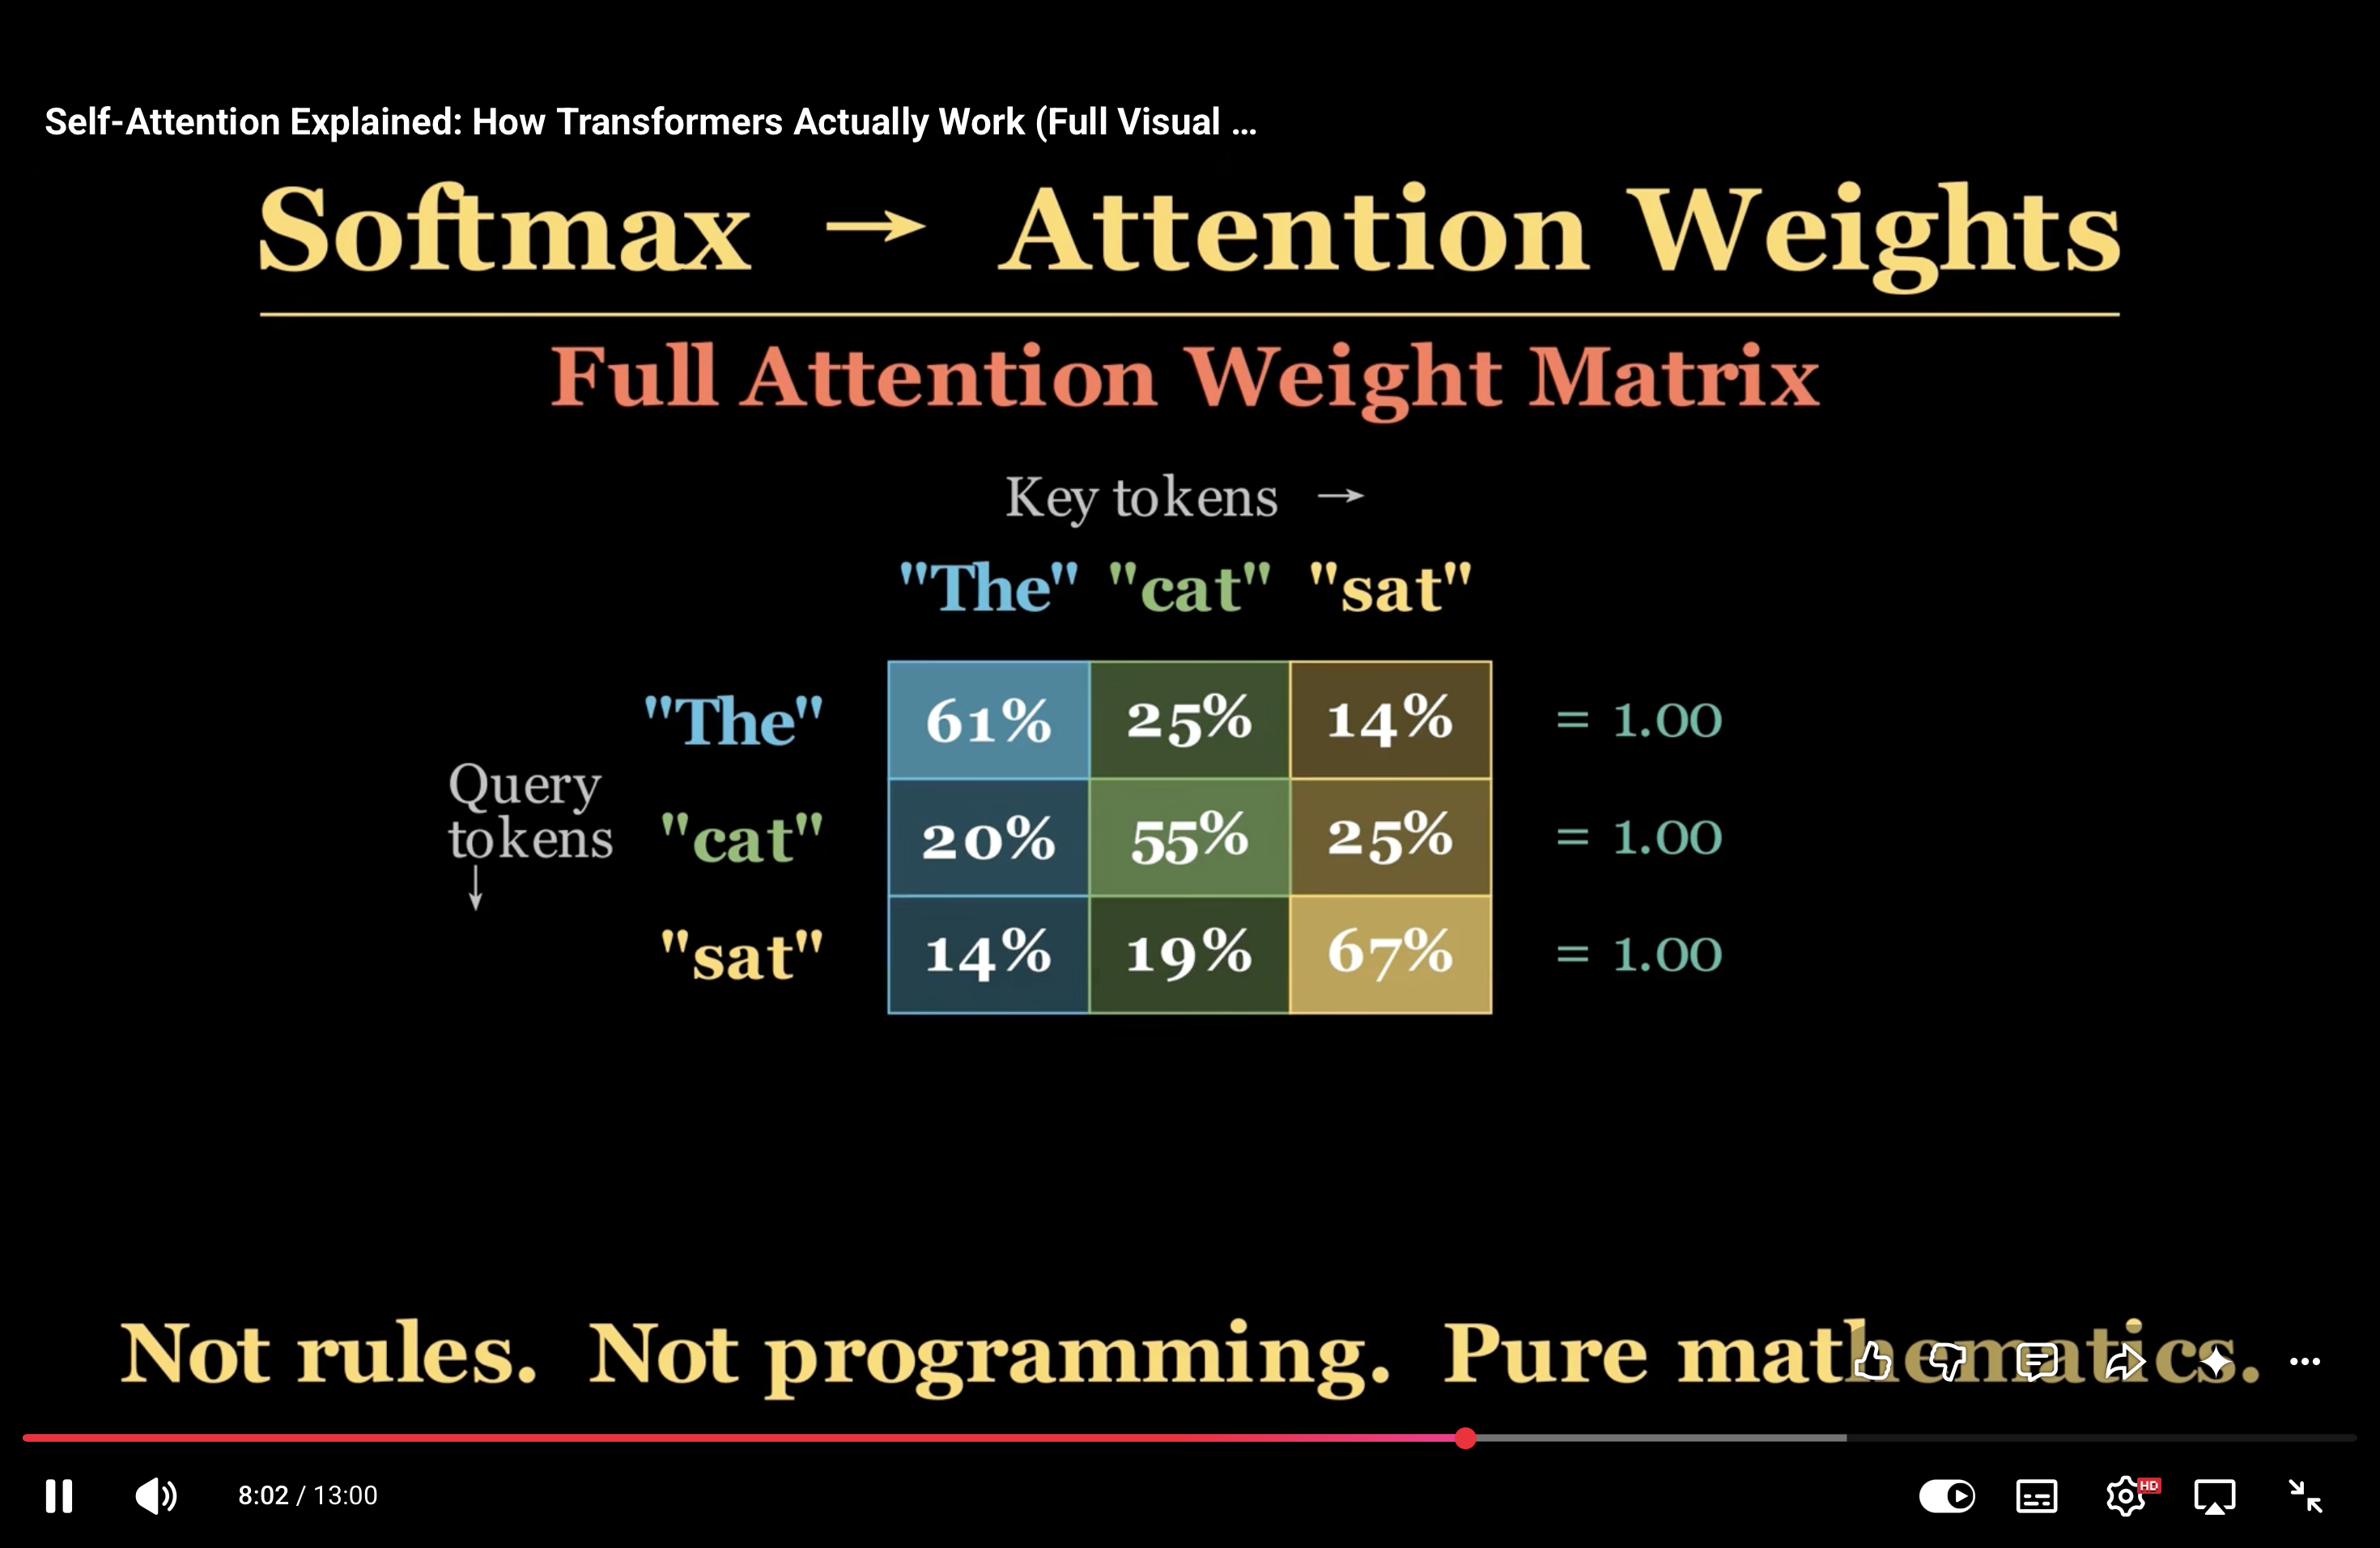 Self-Attention Explained: How Transformers Actually Work (Full Visual ...
Softmax → Attention Weights
Full Attention Weight Matrix
Key tokens →
"The" "cat" "sat"
"The" 61% 25% 14% = 1.00
Query
tokens
↓
"cat" 20% 55% 25% = 1.00
"sat" 14% 19% 67% = 1.00
Not rules. Not programming. Pure mathematics.
8:02 / 13:00
HD